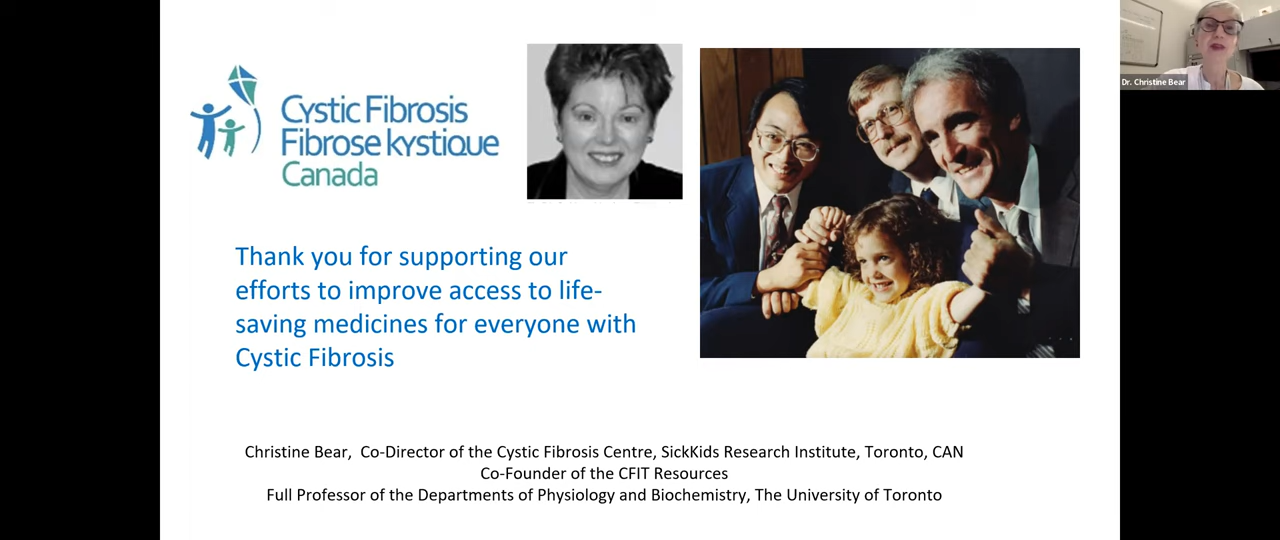 Cystic Fibrosis
Fibrose kystique
Canada
Dr. Christine Bear
Thank you for supporting our
efforts to improve access to life-
saving medicines for everyone with
Cystic Fibrosis
Christine Bear, Co-Director of the Cystic Fibrosis Centre, SickKids Research Institute, Toronto, CAN
Co-Founder of the CFIT Resources
Full Professor of the Departments of Physiology and Biochemistry, The University of Toronto